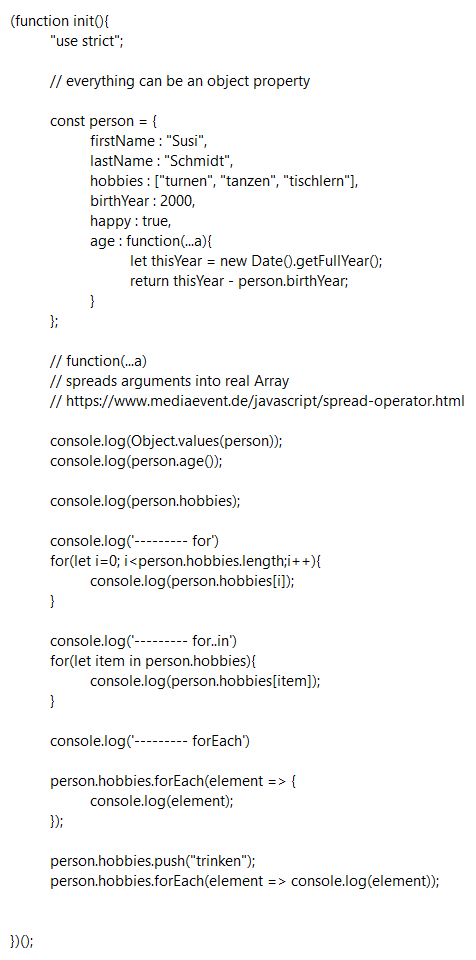 (function init(){
"use strict";
// everything can be an object property
const person = {
firstName : "Susi",
lastName : "Schmidt",
hobbies : ["turnen", "tanzen", "tischlern"],
birthYear : 2000,
happy : true,
age : function(...a){
let thisYear = new Date().getFullYear();
return thisYear - person.birthYear;
}
};
// function(...a)
// spreads arguments into real Array
// https://www.mediaevent.de/javascript/spread-operator.html
console.log(Object.values(person));
console.log(person.age());
console.log(person.hobbies);
console.log('--------- for')
for(let i=0; i<person.hobbies.length;i++){
console.log(person.hobbies[i]);
}
console.log('--------- for..in')
for(let item in person.hobbies){
console.log(person.hobbies[item]);
}
console.log('--------- forEach')
person.hobbies.forEach(element => {
console.log(element);
});
person.hobbies.push("trinken");
person.hobbies.forEach(element => console.log(element));
})();